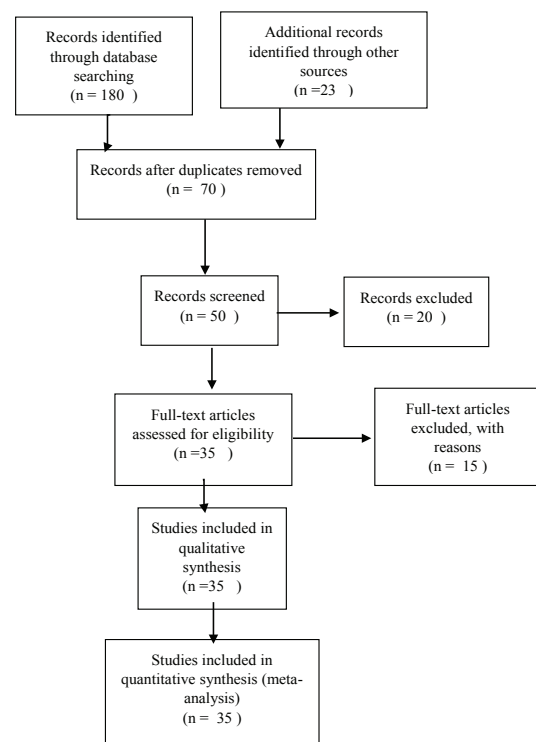 Records identified
through database
searching
(n = 180 )
Additional records
identified through other
sources
(n =23 )
Records after duplicates removed
(n = 70 )
Records screened
(n = 50 )
Records excluded
(n = 20 )
Full-text articles
assessed for eligibility
(n =35 )
Full-text articles
excluded, with
reasons
(n = 15 )
Studies included in
qualitative
synthesis
(n =35 )
Studies included in
quantitative synthesis (meta-
analysis)
(n = 35 )